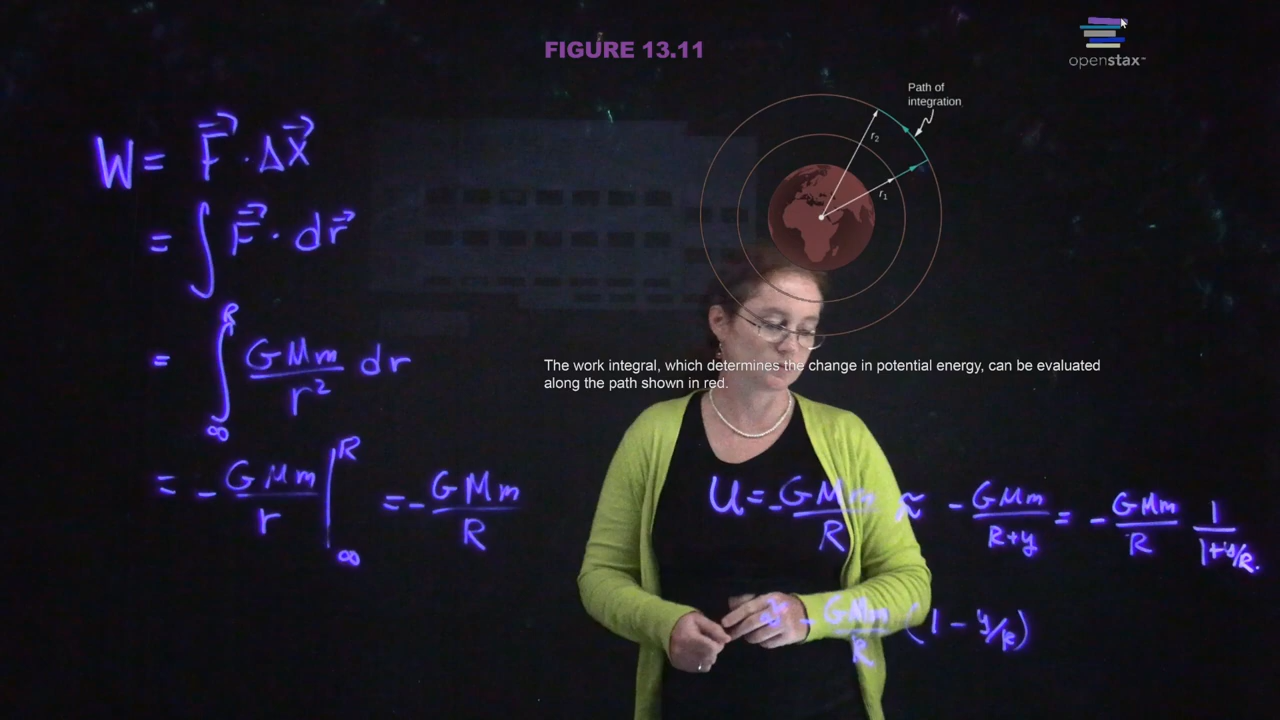 FIGURE 13.11
openstax
Path of
integration
r₂
r₁
W = F⃗ · Δx⃗
= ∫ F⃗ · dr⃗
= ∫_∞^R GMm/r² dr
= - GMm/r |_∞^R = - GMm/R
The work integral, which determines the change in potential energy, can be evaluated
along the path shown in red.
U = - GMm/R ≈ - GMm/(R+y) = - GMm/R 1/(1+y/R)
≈ - GMm/R (1 - y/R)